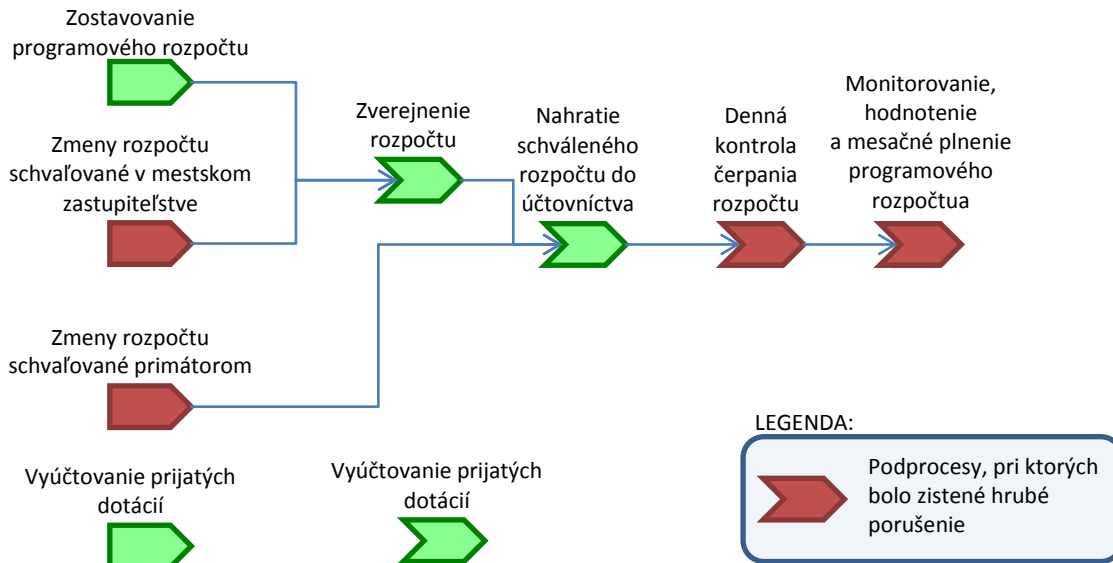 Zostavovanie
programového rozpočtu
Zmeny rozpočtu
schvaľované v mestskom
zastupiteľstve
Zverejnenie
rozpočtu
Nahratie
schváleného
rozpočtu do
účtovníctva
Denná
kontrola
čerpania
rozpočtu
Monitorovanie,
hodnotenie
a mesačné plnenie
programového
rozpočtua
Zmeny rozpočtu
schvaľované primátorom
Vyúčtovanie prijatých
dotácií
Vyúčtovanie prijatých
dotácií
LEGENDA:
Podprocesy, pri ktorých
bolo zistené hrubé
porušenie